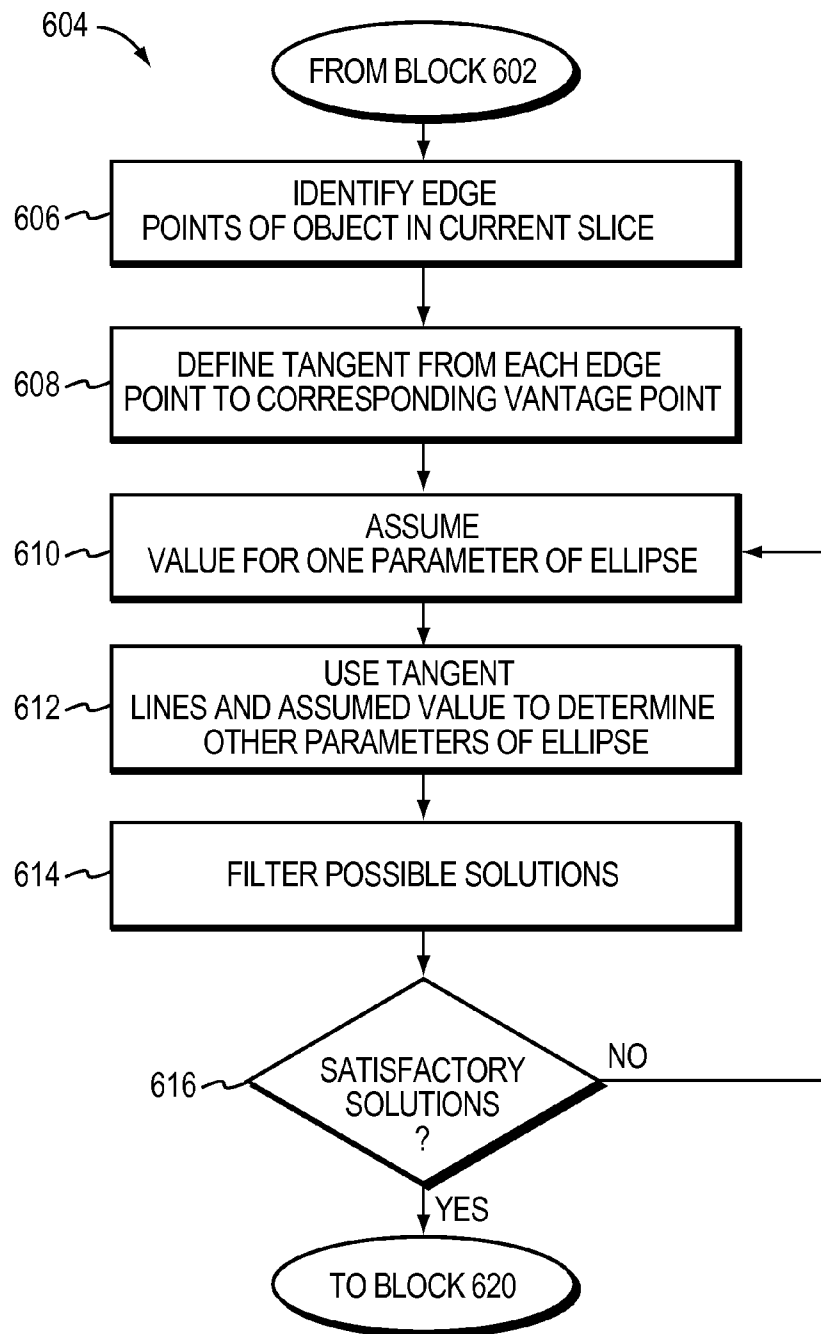 604
FROM BLOCK 602
606
IDENTIFY EDGE
POINTS OF OBJECT IN CURRENT SLICE
608
DEFINE TANGENT FROM EACH EDGE
POINT TO CORRESPONDING VANTAGE POINT
610
ASSUME
VALUE FOR ONE PARAMETER OF ELLIPSE
612
USE TANGENT
LINES AND ASSUMED VALUE TO DETERMINE
OTHER PARAMETERS OF ELLIPSE
614
FILTER POSSIBLE SOLUTIONS
616
SATISFACTORY
SOLUTIONS
?
NO
YES
TO BLOCK 620